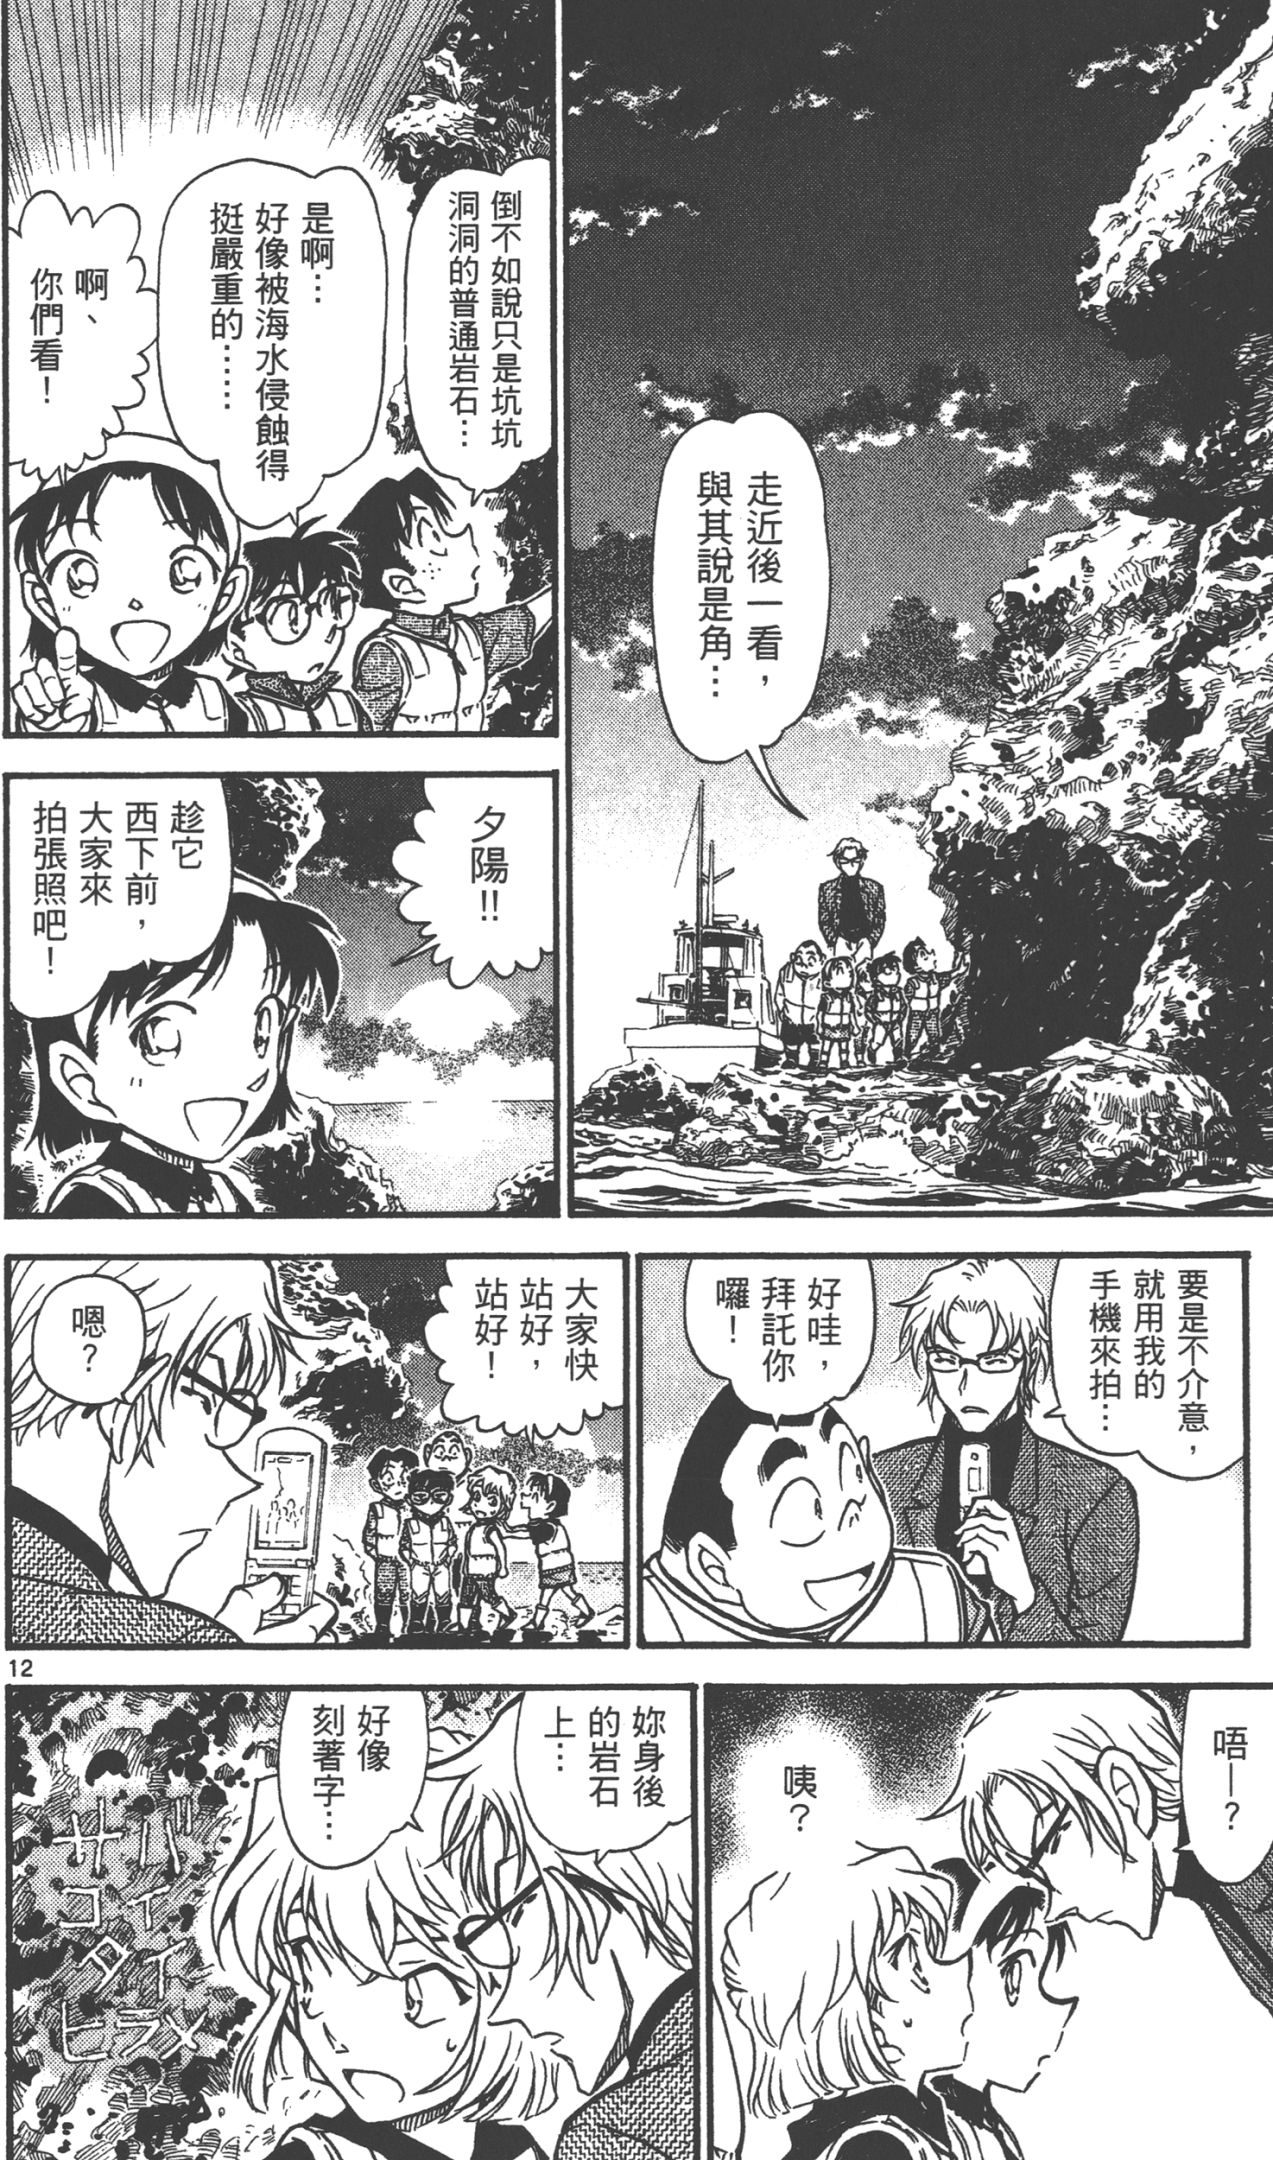 走近後一看，
與其說是角…
倒不如說只是坑坑
洞洞的普通岩石…
是啊…
好像被海水侵蝕得
挺嚴重的……
啊、
你們看！
夕陽!!
趁它
西下前，
大家來
拍張照吧！
要是不介意，
就用我的
手機來拍…
好哇，
拜託你
囉！
大家快
站好，
站好！
嗯？
12
唔—？
咦？
妳身後
的岩石
上…
好像
刻著字…
サバ
コイ
タイ
ヒラメ